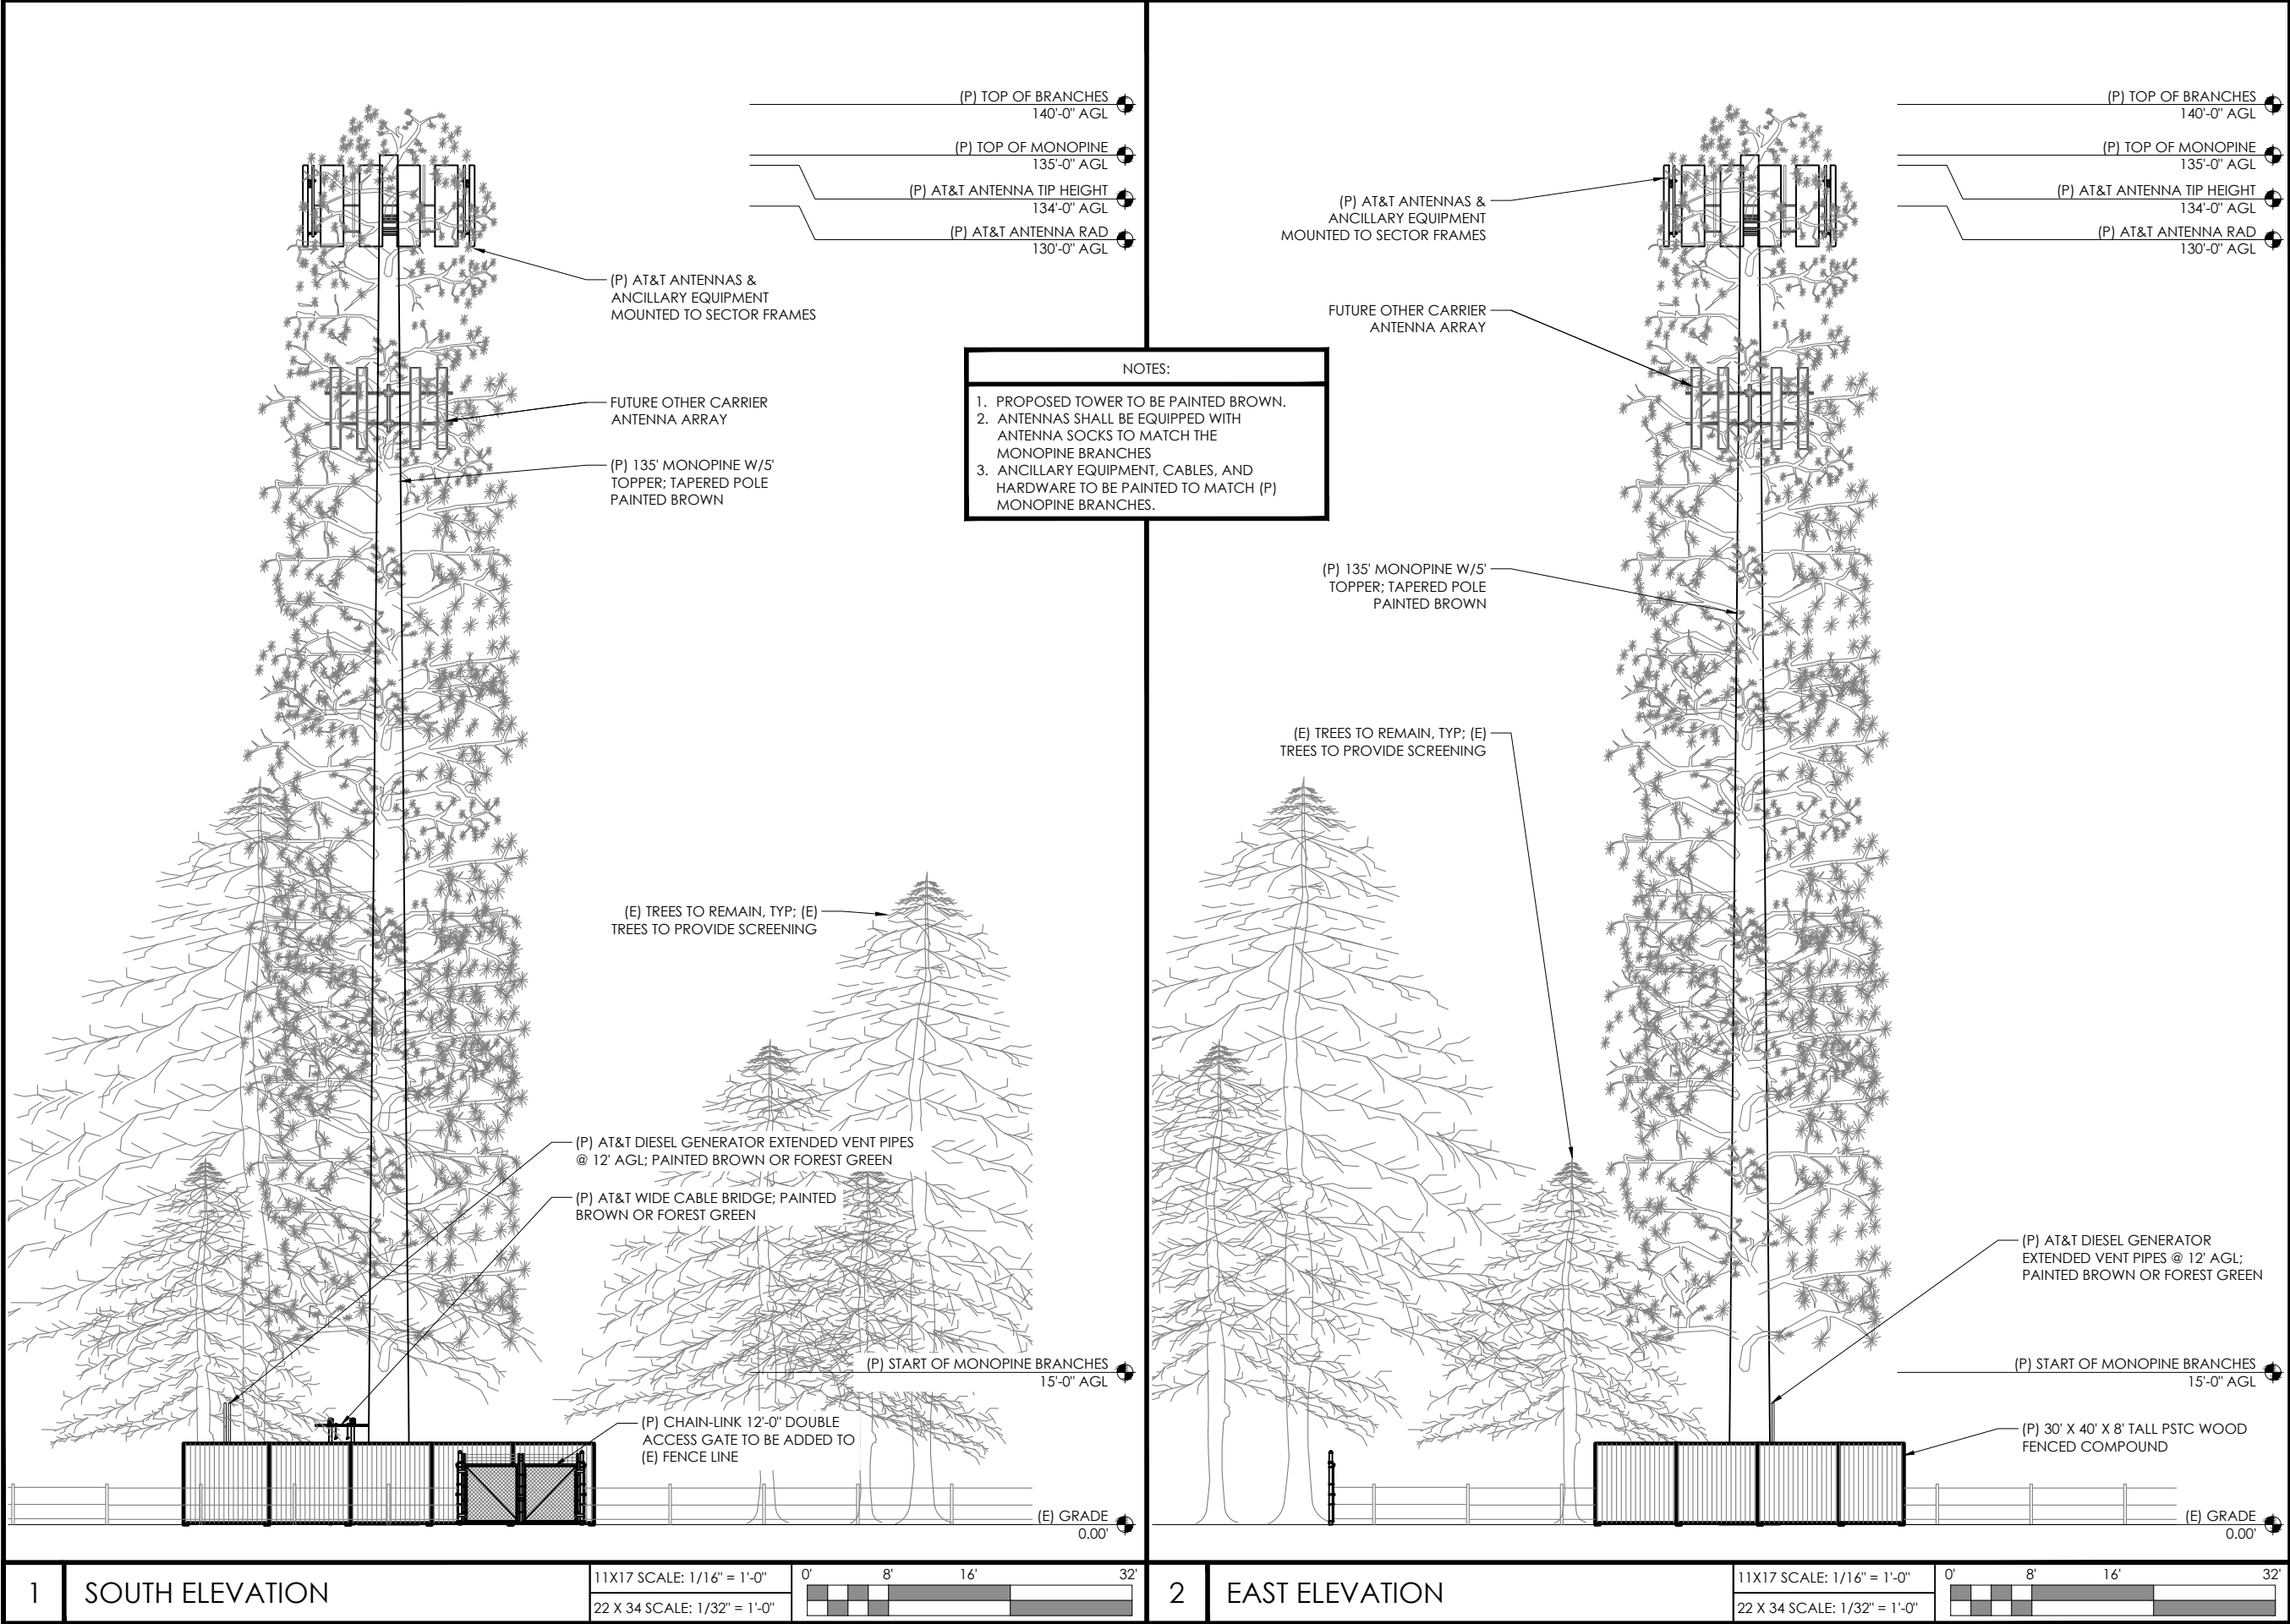 (P) TOP OF BRANCHES
140'-0" AGL
(P) TOP OF MONOPINE
135'-0" AGL
(P) AT&T ANTENNA TIP HEIGHT
134'-0" AGL
(P) AT&T ANTENNA RAD
130'-0" AGL
(P) AT&T ANTENNAS &
ANCILLARY EQUIPMENT
MOUNTED TO SECTOR FRAMES
FUTURE OTHER CARRIER
ANTENNA ARRAY
(P) 135' MONOPINE W/5'
TOPPER; TAPERED POLE
PAINTED BROWN
(E) TREES TO REMAIN, TYP; (E)
TREES TO PROVIDE SCREENING
(P) AT&T DIESEL GENERATOR EXTENDED VENT PIPES
@ 12' AGL; PAINTED BROWN OR FOREST GREEN
(P) AT&T WIDE CABLE BRIDGE; PAINTED
BROWN OR FOREST GREEN
(P) START OF MONOPINE BRANCHES
15'-0" AGL
(P) CHAIN-LINK 12'-0" DOUBLE
ACCESS GATE TO BE ADDED TO
(E) FENCE LINE
(E) GRADE
0.00'
NOTES:
1. PROPOSED TOWER TO BE PAINTED BROWN.
2. ANTENNAS SHALL BE EQUIPPED WITH
ANTENNA SOCKS TO MATCH THE
MONOPINE BRANCHES
3. ANCILLARY EQUIPMENT, CABLES, AND
HARDWARE TO BE PAINTED TO MATCH (P)
MONOPINE BRANCHES.
1
SOUTH ELEVATION
11X17 SCALE: 1/16" = 1'-0"
22 X 34 SCALE: 1/32" = 1'-0"
0' 8' 16' 32'
(P) TOP OF BRANCHES
140'-0" AGL
(P) TOP OF MONOPINE
135'-0" AGL
(P) AT&T ANTENNA TIP HEIGHT
134'-0" AGL
(P) AT&T ANTENNA RAD
130'-0" AGL
(P) AT&T ANTENNAS &
ANCILLARY EQUIPMENT
MOUNTED TO SECTOR FRAMES
FUTURE OTHER CARRIER
ANTENNA ARRAY
(P) 135' MONOPINE W/5'
TOPPER; TAPERED POLE
PAINTED BROWN
(E) TREES TO REMAIN, TYP; (E)
TREES TO PROVIDE SCREENING
(P) AT&T DIESEL GENERATOR
EXTENDED VENT PIPES @ 12' AGL;
PAINTED BROWN OR FOREST GREEN
(P) START OF MONOPINE BRANCHES
15'-0" AGL
(P) 30' X 40' X 8' TALL PSTC WOOD
FENCED COMPOUND
(E) GRADE
0.00'
2
EAST ELEVATION
11X17 SCALE: 1/16" = 1'-0"
22 X 34 SCALE: 1/32" = 1'-0"
0' 8' 16' 32'